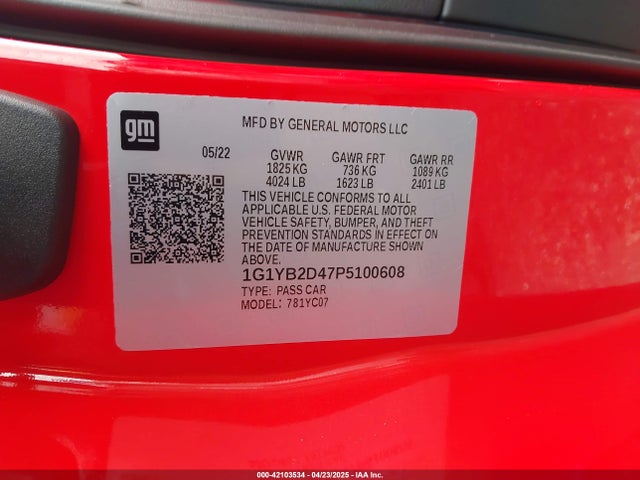 gm
MFD BY GENERAL MOTORS LLC
05/22 GVWR GAWR FRT GAWR RR
1825 KG 736 KG 1089 KG
4024 LB 1623 LB 2401 LB
THIS VEHICLE CONFORMS TO ALL
APPLICABLE U.S. FEDERAL MOTOR
VEHICLE SAFETY, BUMPER, AND THEFT
PREVENTION STANDARDS IN EFFECT ON
THE DATE OF MANUFACTURE SHOWN
ABOVE.
1G1YB2D47P5100608
TYPE: PASS CAR
MODEL: 781YC07
000-42103534 - 04/23/2025 - IAA Inc.